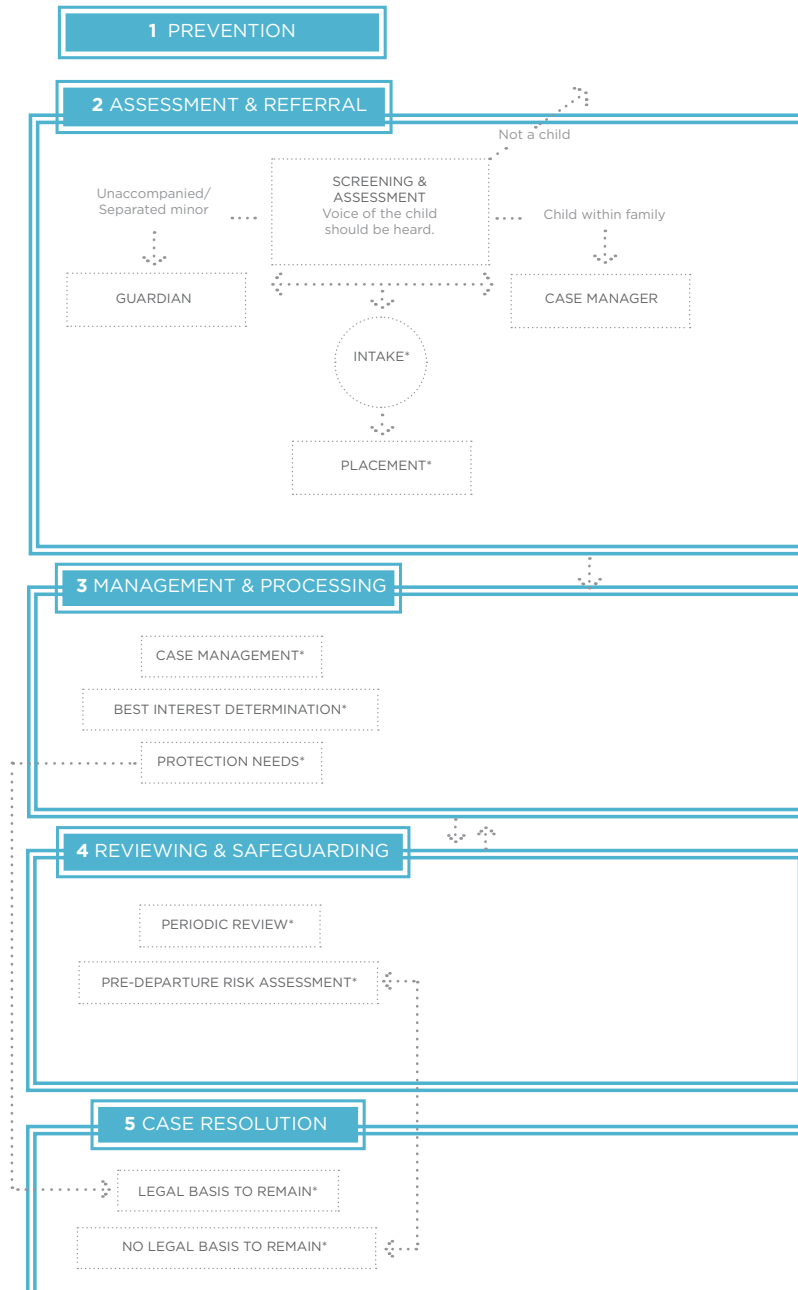 1 PREVENTION
2 ASSESSMENT & REFERRAL
Not a child
SCREENING &
ASSESSMENT
Voice of the child
should be heard.
Unaccompanied/
Separated minor
Child within family
GUARDIAN
CASE MANAGER
INTAKE*
PLACEMENT*
3 MANAGEMENT & PROCESSING
CASE MANAGEMENT*
BEST INTEREST DETERMINATION*
PROTECTION NEEDS*
4 REVIEWING & SAFEGUARDING
PERIODIC REVIEW*
PRE-DEPARTURE RISK ASSESSMENT*
5 CASE RESOLUTION
LEGAL BASIS TO REMAIN*
NO LEGAL BASIS TO REMAIN*